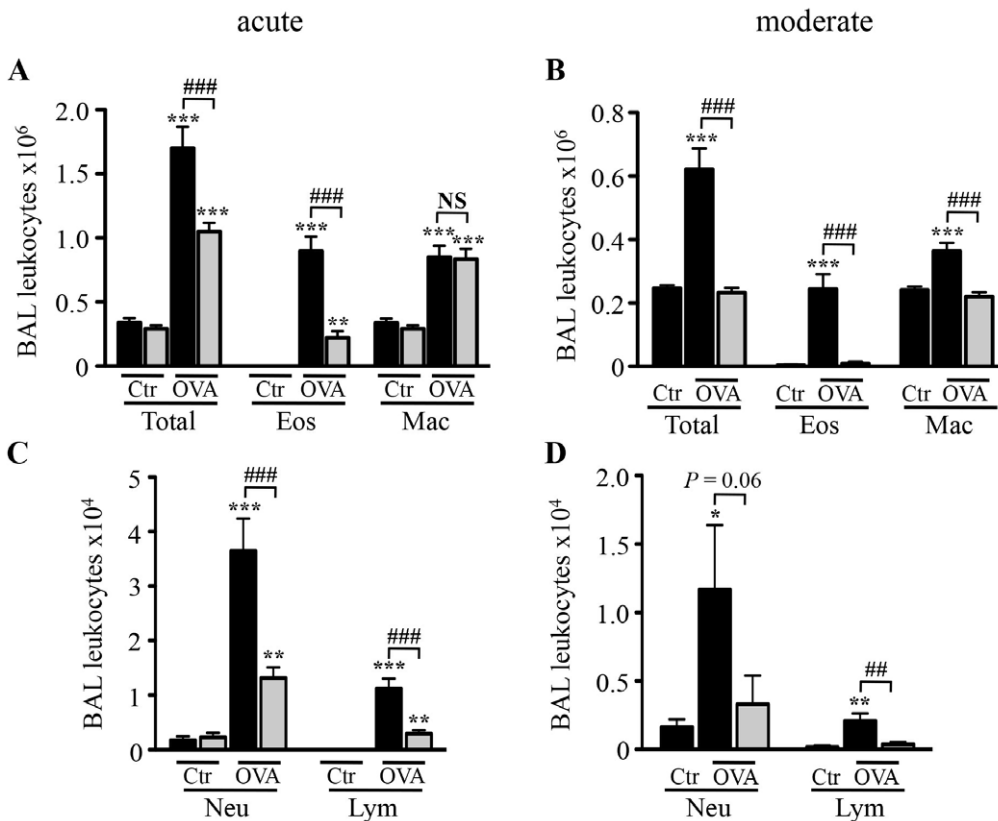 acute
moderate
A
BAL leukocytes x10⁶
2.0
1.5
1.0
0.5
0
***
###
***
***
###
**
***
NS
***
Ctr OVA Ctr OVA Ctr OVA
Total Eos Mac
B
BAL leukocytes x10⁶
0.8
0.6
0.4
0.2
0
***
###
***
###
***
###
Ctr OVA Ctr OVA Ctr OVA
Total Eos Mac
C
BAL leukocytes x10⁴
5
4
3
2
1
0
***
###
**
***
###
**
Ctr OVA Ctr OVA
Neu Lym
D
BAL leukocytes x10⁴
2.0
1.5
1.0
0.5
0
P = 0.06
*
##
**
Ctr OVA Ctr OVA
Neu Lym